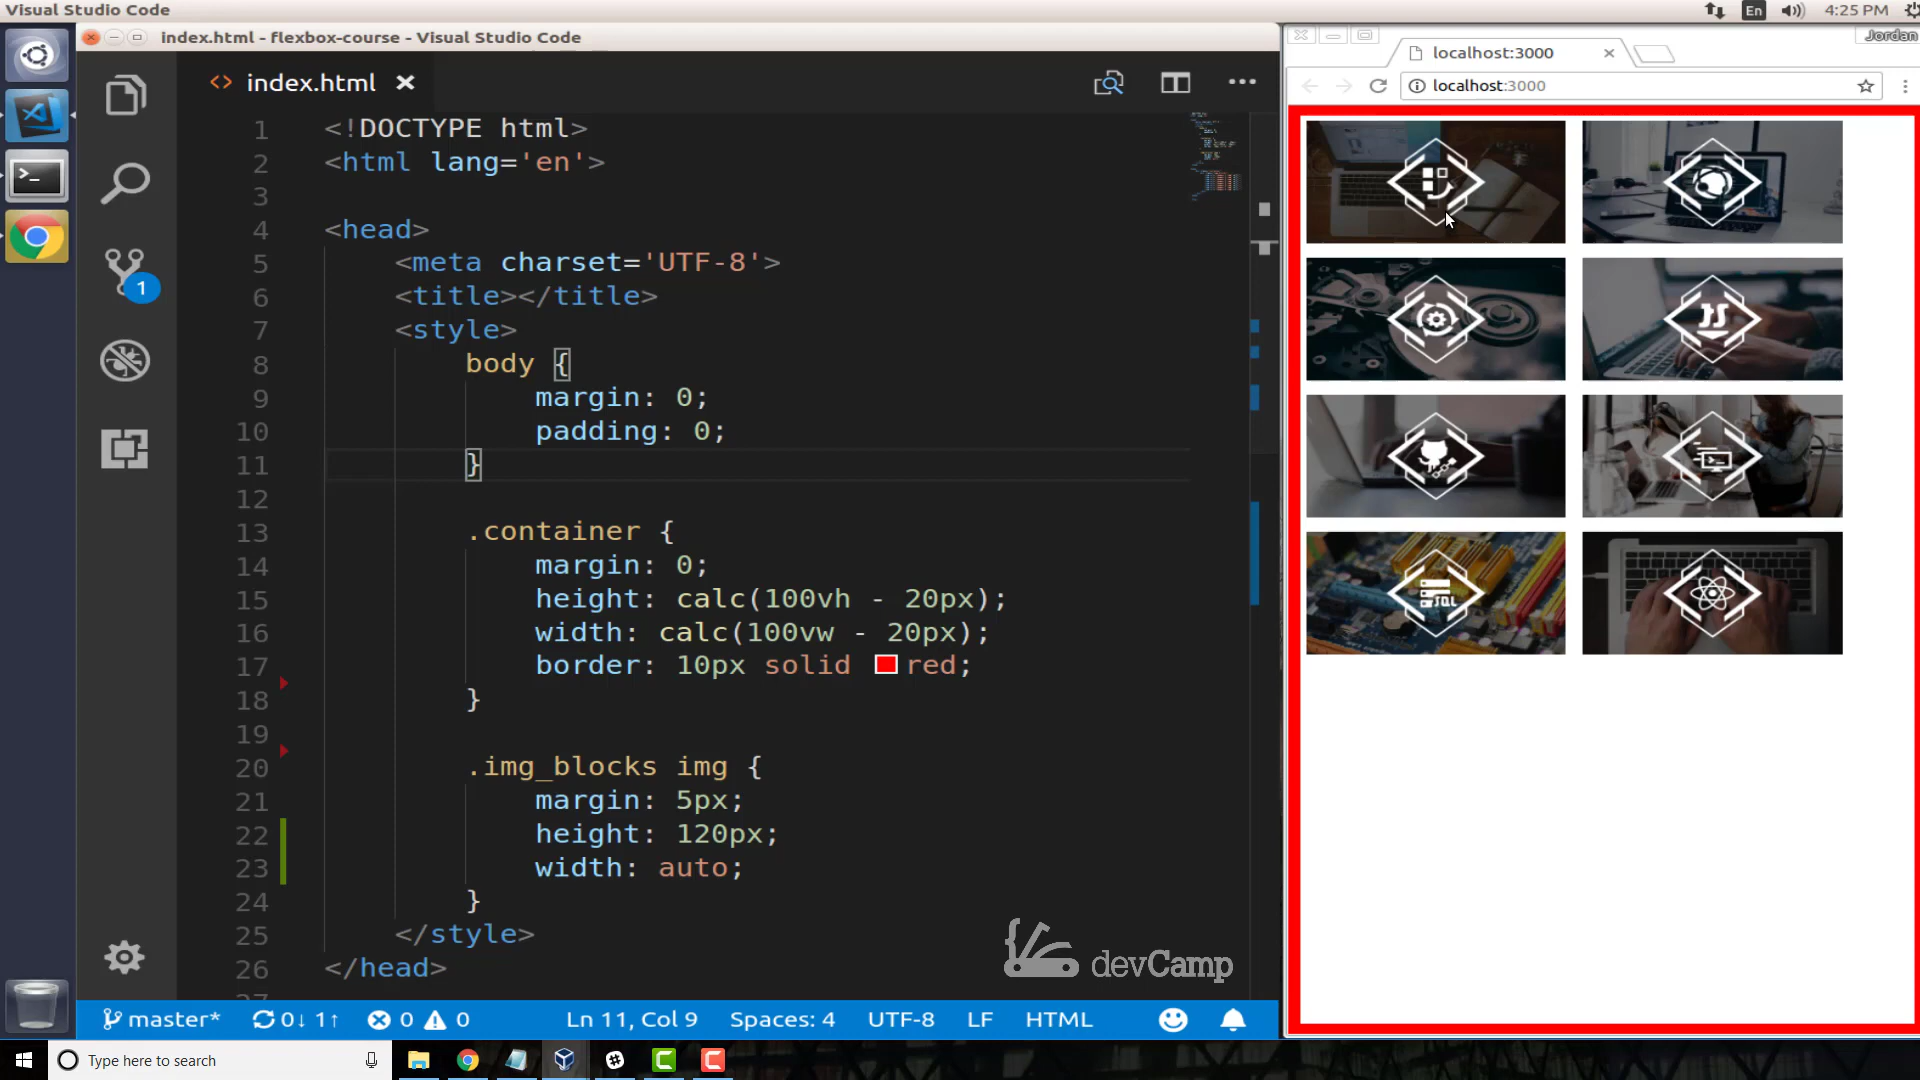 Visual Studio Code
En
4:25 PM
index.html - flexbox-course - Visual Studio Code
Jordan
localhost:3000
index.html
localhost:3000
1 <!DOCTYPE html>
2 <html lang='en'>
3
4 <head>
5 <meta charset='UTF-8'>
6 <title></title>
7 <style>
8 body {
9 margin: 0;
10 padding: 0;
11 }
12
13 .container {
14 margin: 0;
15 height: calc(100vh - 20px);
16 width: calc(100vw - 20px);
17 border: 10px solid red;
18 }
19
20 .img_blocks img {
21 margin: 5px;
22 height: 120px;
23 width: auto;
24 }
25 </style>
26 </head>
27
1
JS
SQL
devCamp
master* 0↓ 1↑ 0 0 Ln 11, Col 9 Spaces: 4 UTF-8 LF HTML
Type here to search